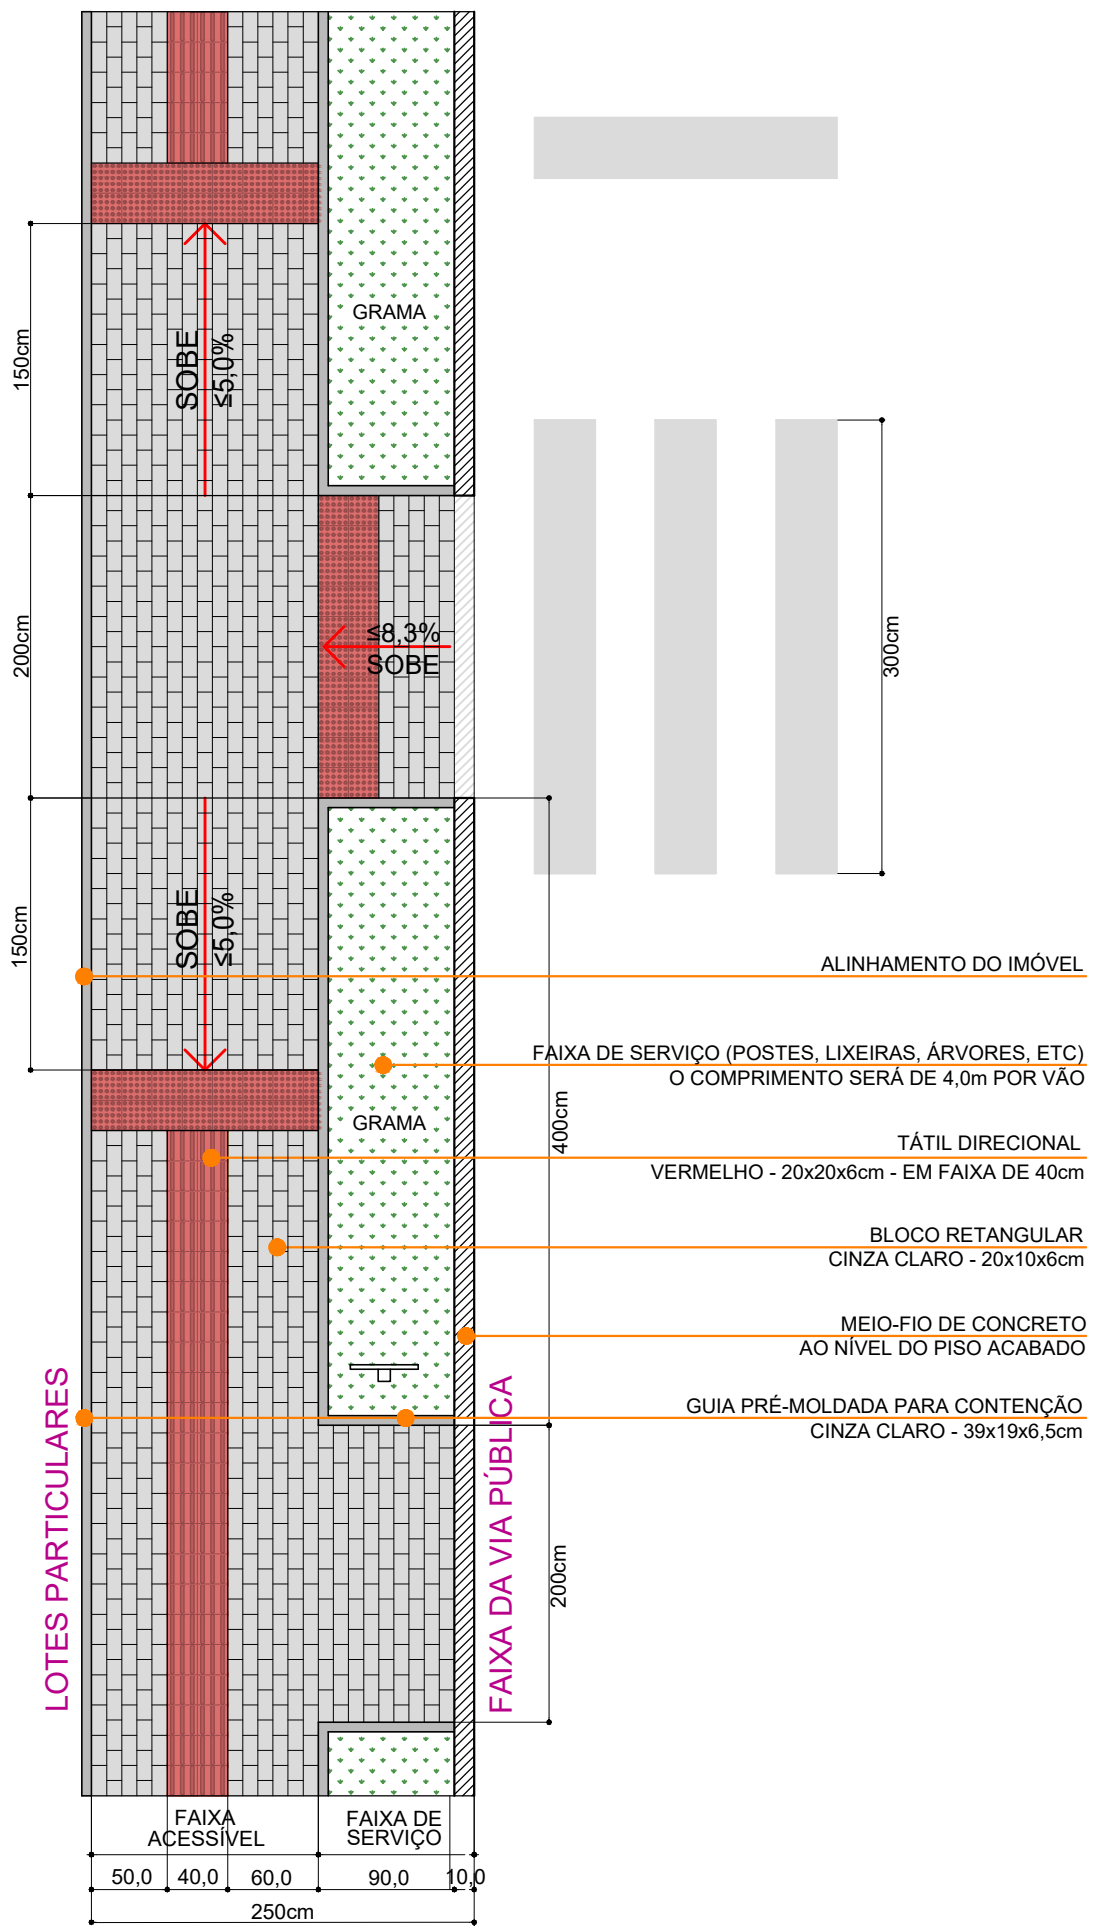 GRAMA
SOBE
≤5,0%
150cm
200cm
≤8,3%
SOBE
300cm
SOBE
≤5,0%
150cm
ALINHAMENTO DO IMÓVEL
FAIXA DE SERVIÇO (POSTES, LIXEIRAS, ÁRVORES, ETC)
O COMPRIMENTO SERÁ DE 4,0m POR VÃO
GRAMA
400cm
TÁTIL DIRECIONAL
VERMELHO - 20x20x6cm - EM FAIXA DE 40cm
BLOCO RETANGULAR
CINZA CLARO - 20x10x6cm
MEIO-FIO DE CONCRETO
AO NÍVEL DO PISO ACABADO
GUIA PRÉ-MOLDADA PARA CONTENÇÃO
CINZA CLARO - 39x19x6,5cm
LOTES PARTICULARES
FAIXA DA VIA PÚBLICA
200cm
FAIXA
ACESSÍVEL
FAIXA DE
SERVIÇO
50,0 40,0 60,0 90,0 10,0
250cm